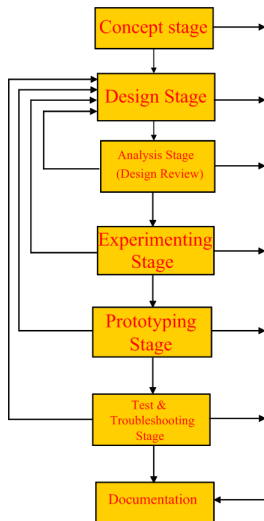 Concept stage
Design Stage
Analysis Stage
(Design Review)
Experimenting
Stage
Prototyping
Stage
Test &
Troubleshooting
Stage
Documentation